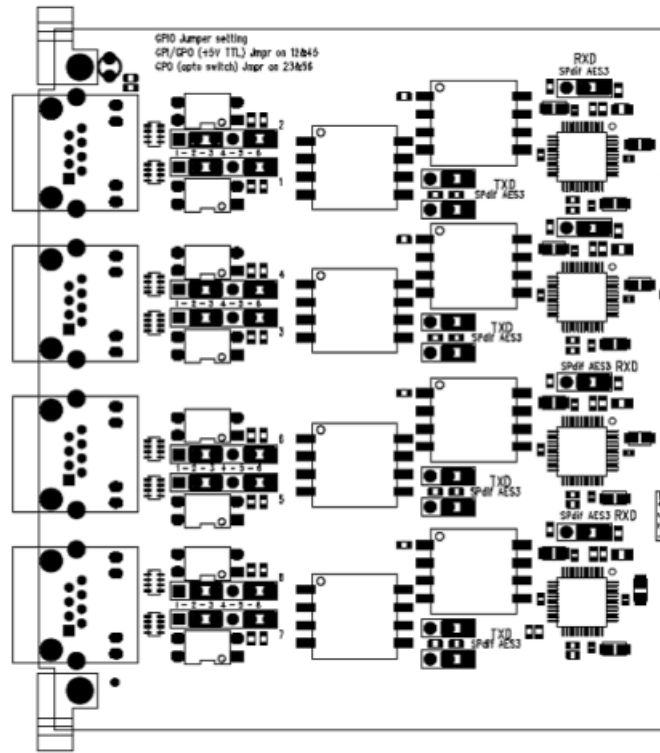 GPIO Jumper setting
GPI/GPO (+5V TTL) Jmpr on 12&45
GPO (opto switch) Jmpr on 23&56
RXD
SPdif AES3
2
1-2-3 4-5-6
1
TXD
SPdif AES3
4
1-2-3 4-5-6
3
TXD
SPdif AES3
SPdif AES3 RXD
6
1-2-3 4-5-6
5
TXD
SPdif AES3
SPdif AES3 RXD
8
1-2-3 4-5-6
7
TXD
SPdif AES3